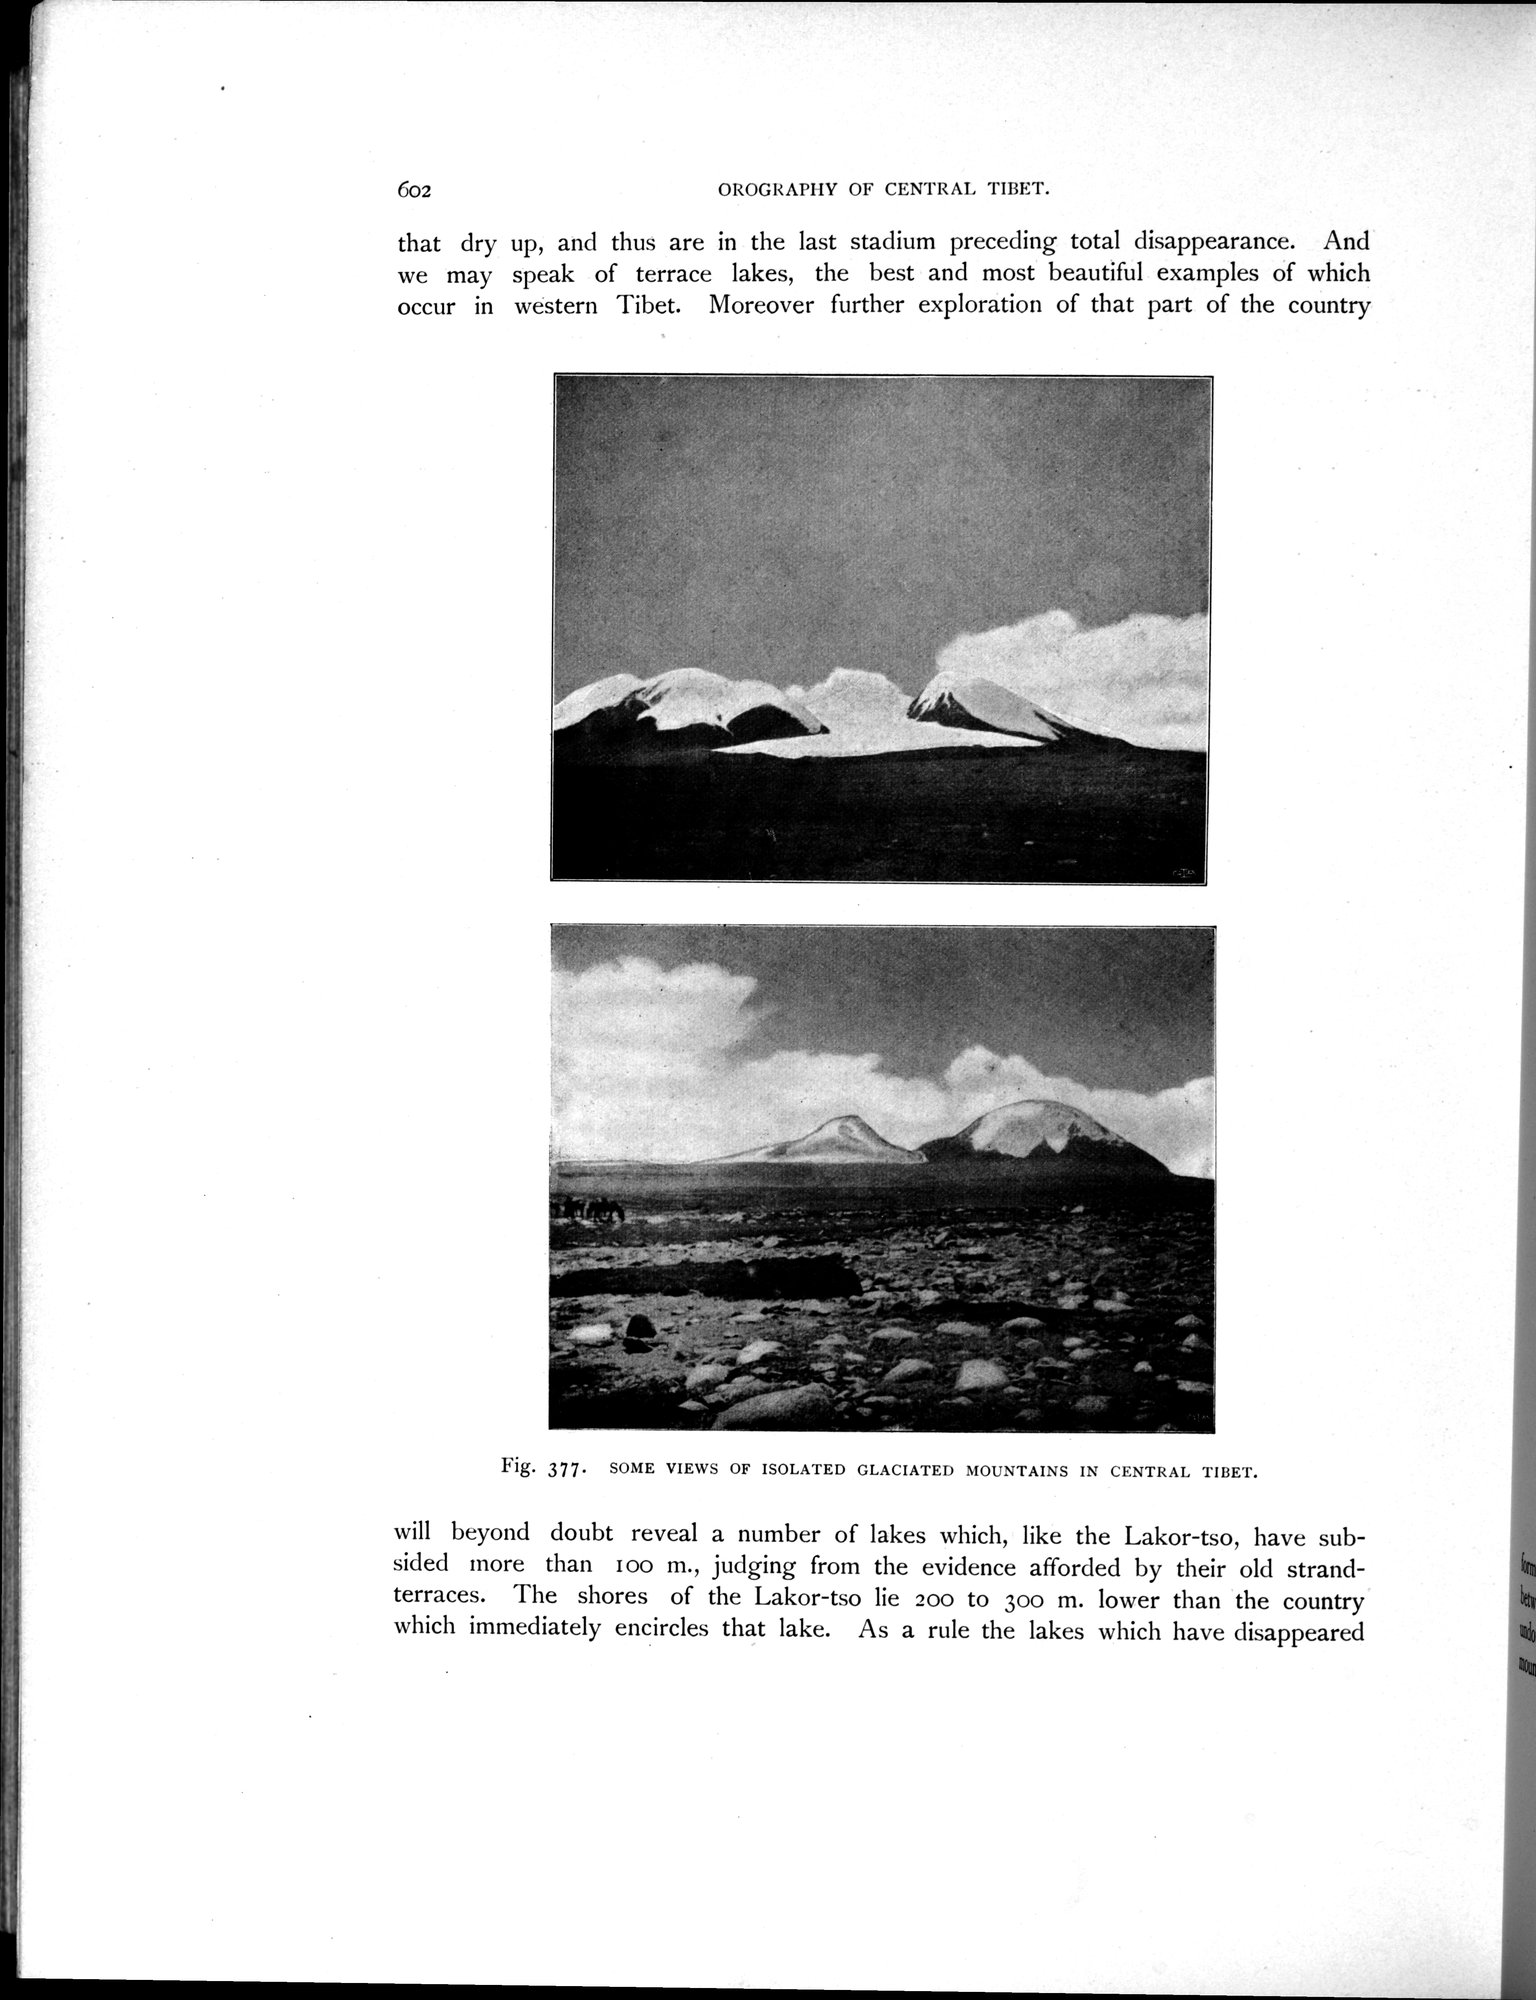 602
OROGRAPHY OF CENTRAL TIBET.
that dry up, and thus are in the last stadium preceding total disappearance. And
we may speak of terrace lakes, the best and most beautiful examples of which
occur in western Tibet. Moreover further exploration of that part of the country
Fig. 377. SOME VIEWS OF ISOLATED GLACIATED MOUNTAINS IN CENTRAL TIBET.
will beyond doubt reveal a number of lakes which, like the Lakor-tso, have sub-
sided more than 100 m., judging from the evidence afforded by their old strand-
terraces. The shores of the Lakor-tso lie 200 to 300 m. lower than the country
which immediately encircles that lake. As a rule the lakes which have disappeared